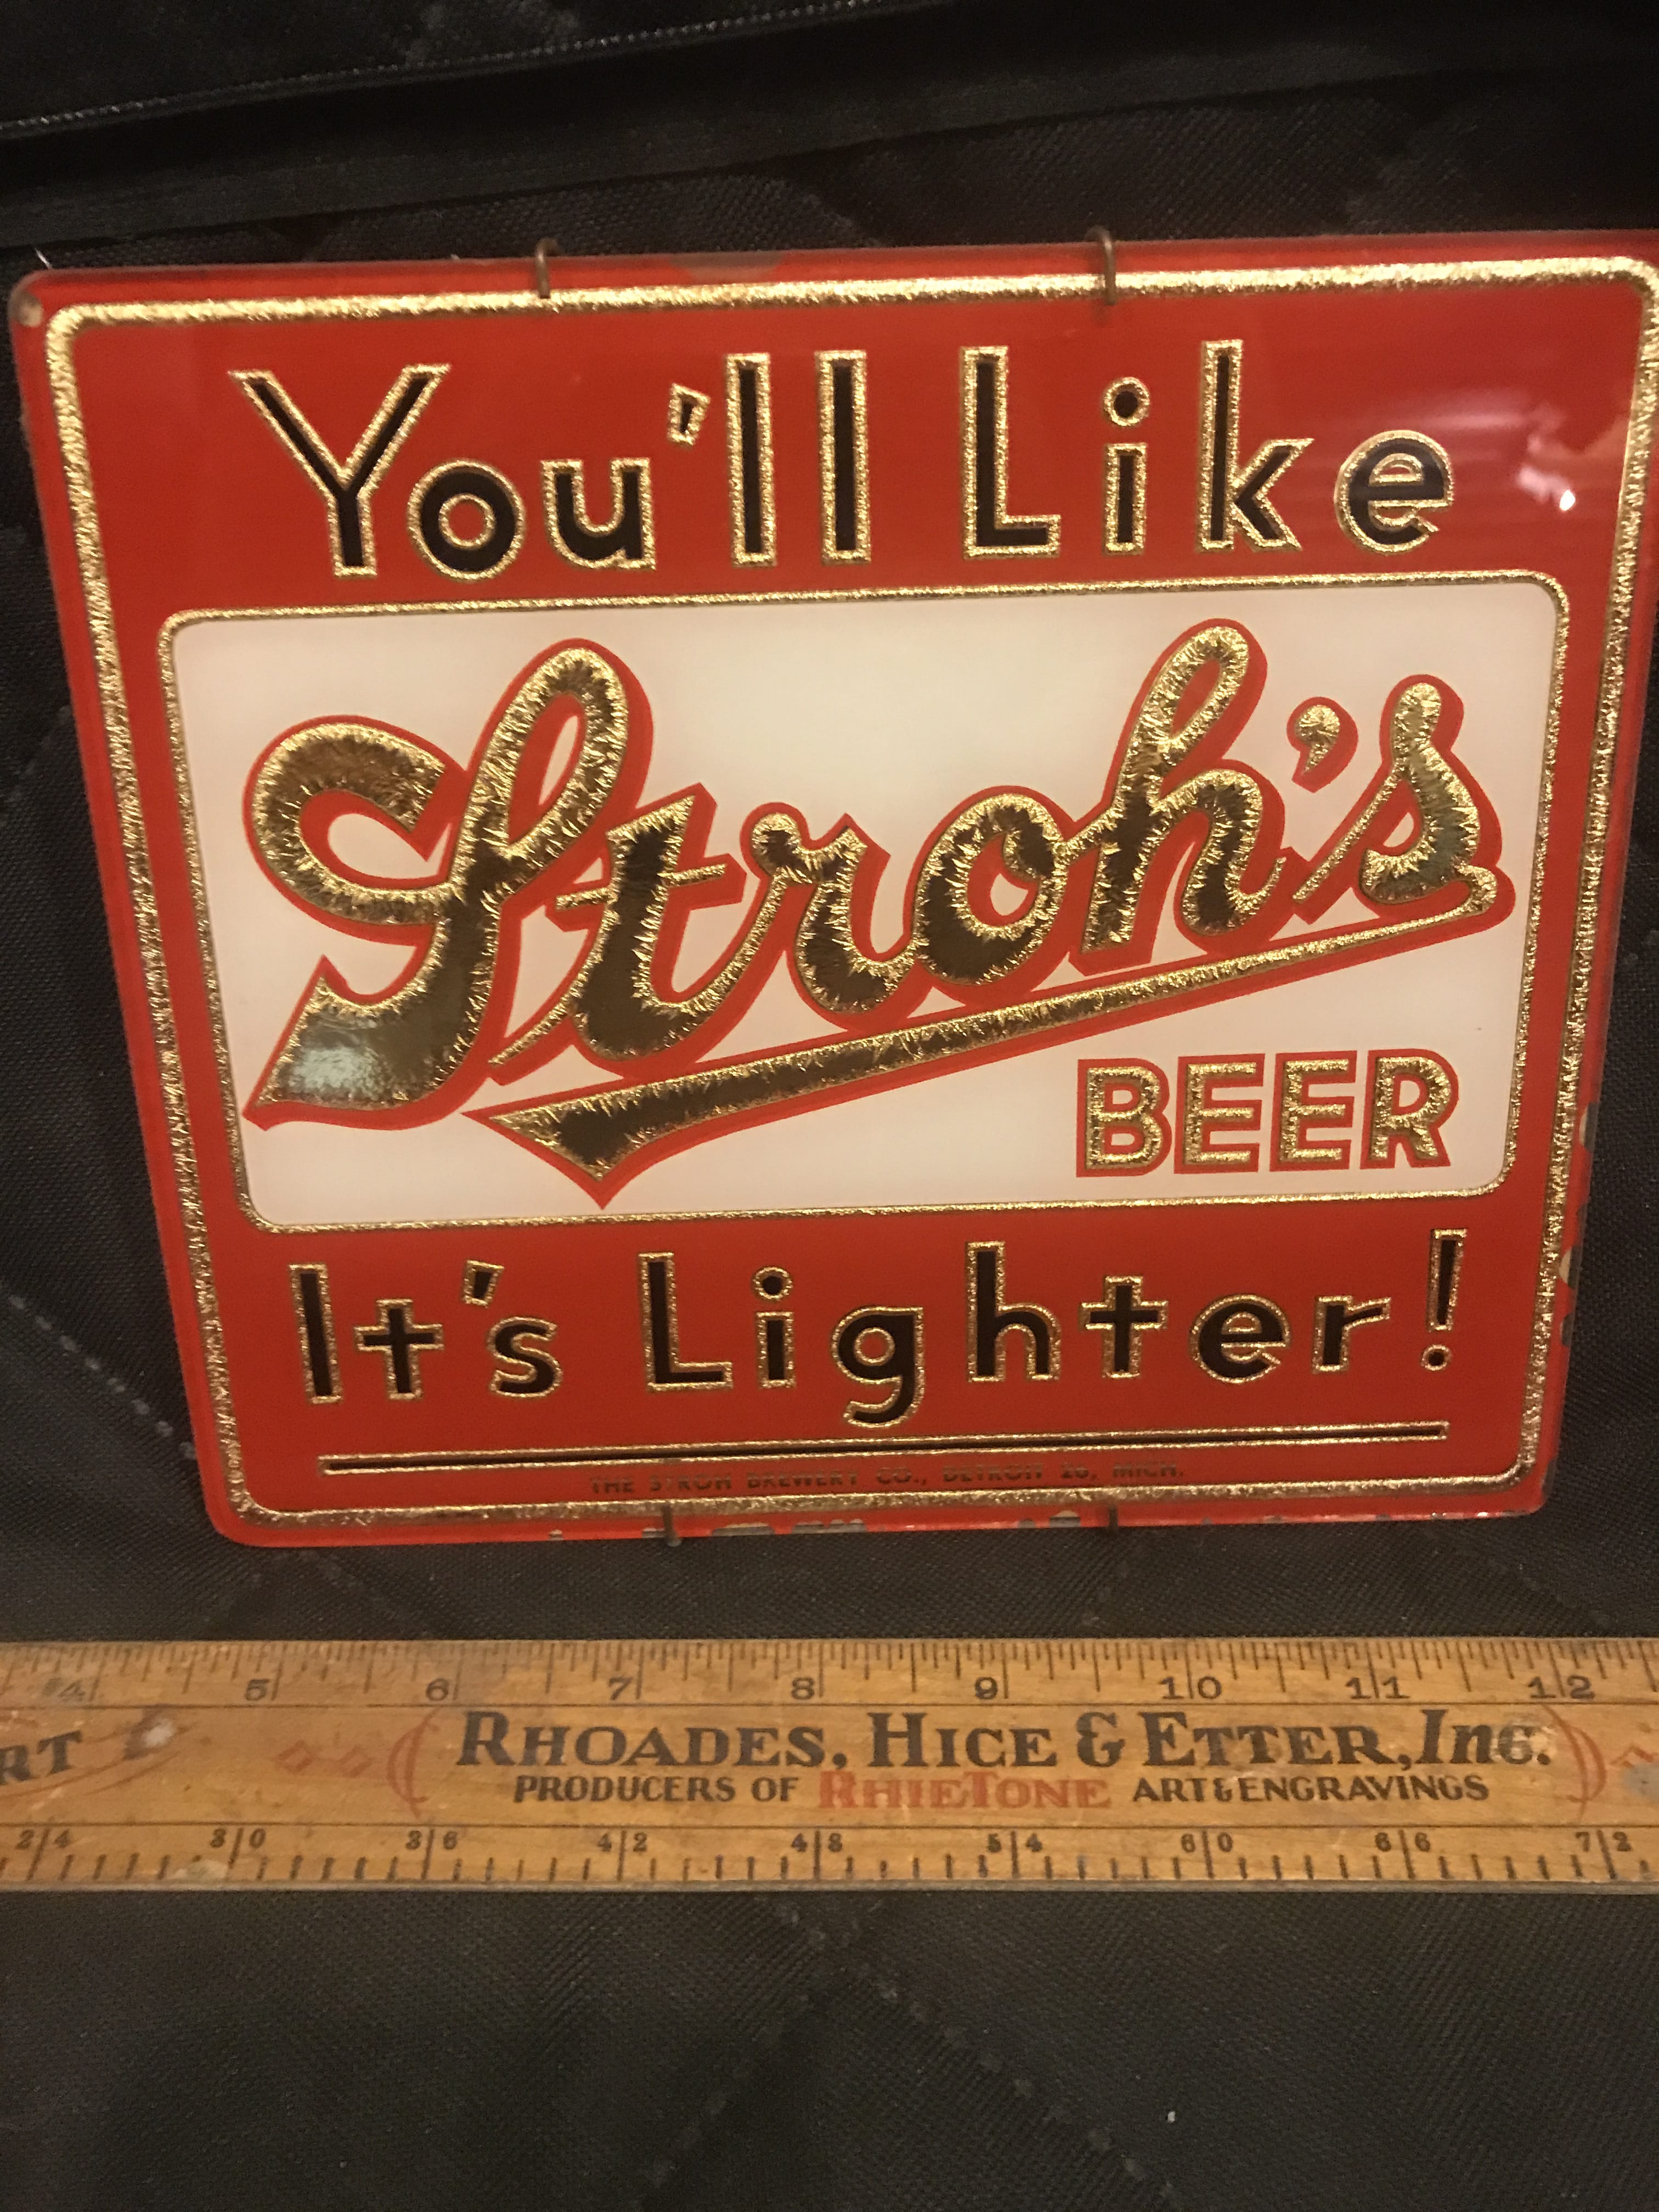 You'll Like
Stroh's
BEER
It's Lighter!
THE STROH BREWERY CO., DETROIT 26, MICH.
4 5 6 7 8 9 10 11 12
RT
RHOADES, HICE & ETTER, INC.
PRODUCERS OF RHIETONE ART & ENGRAVINGS
24 30 36 42 48 54 60 66 72